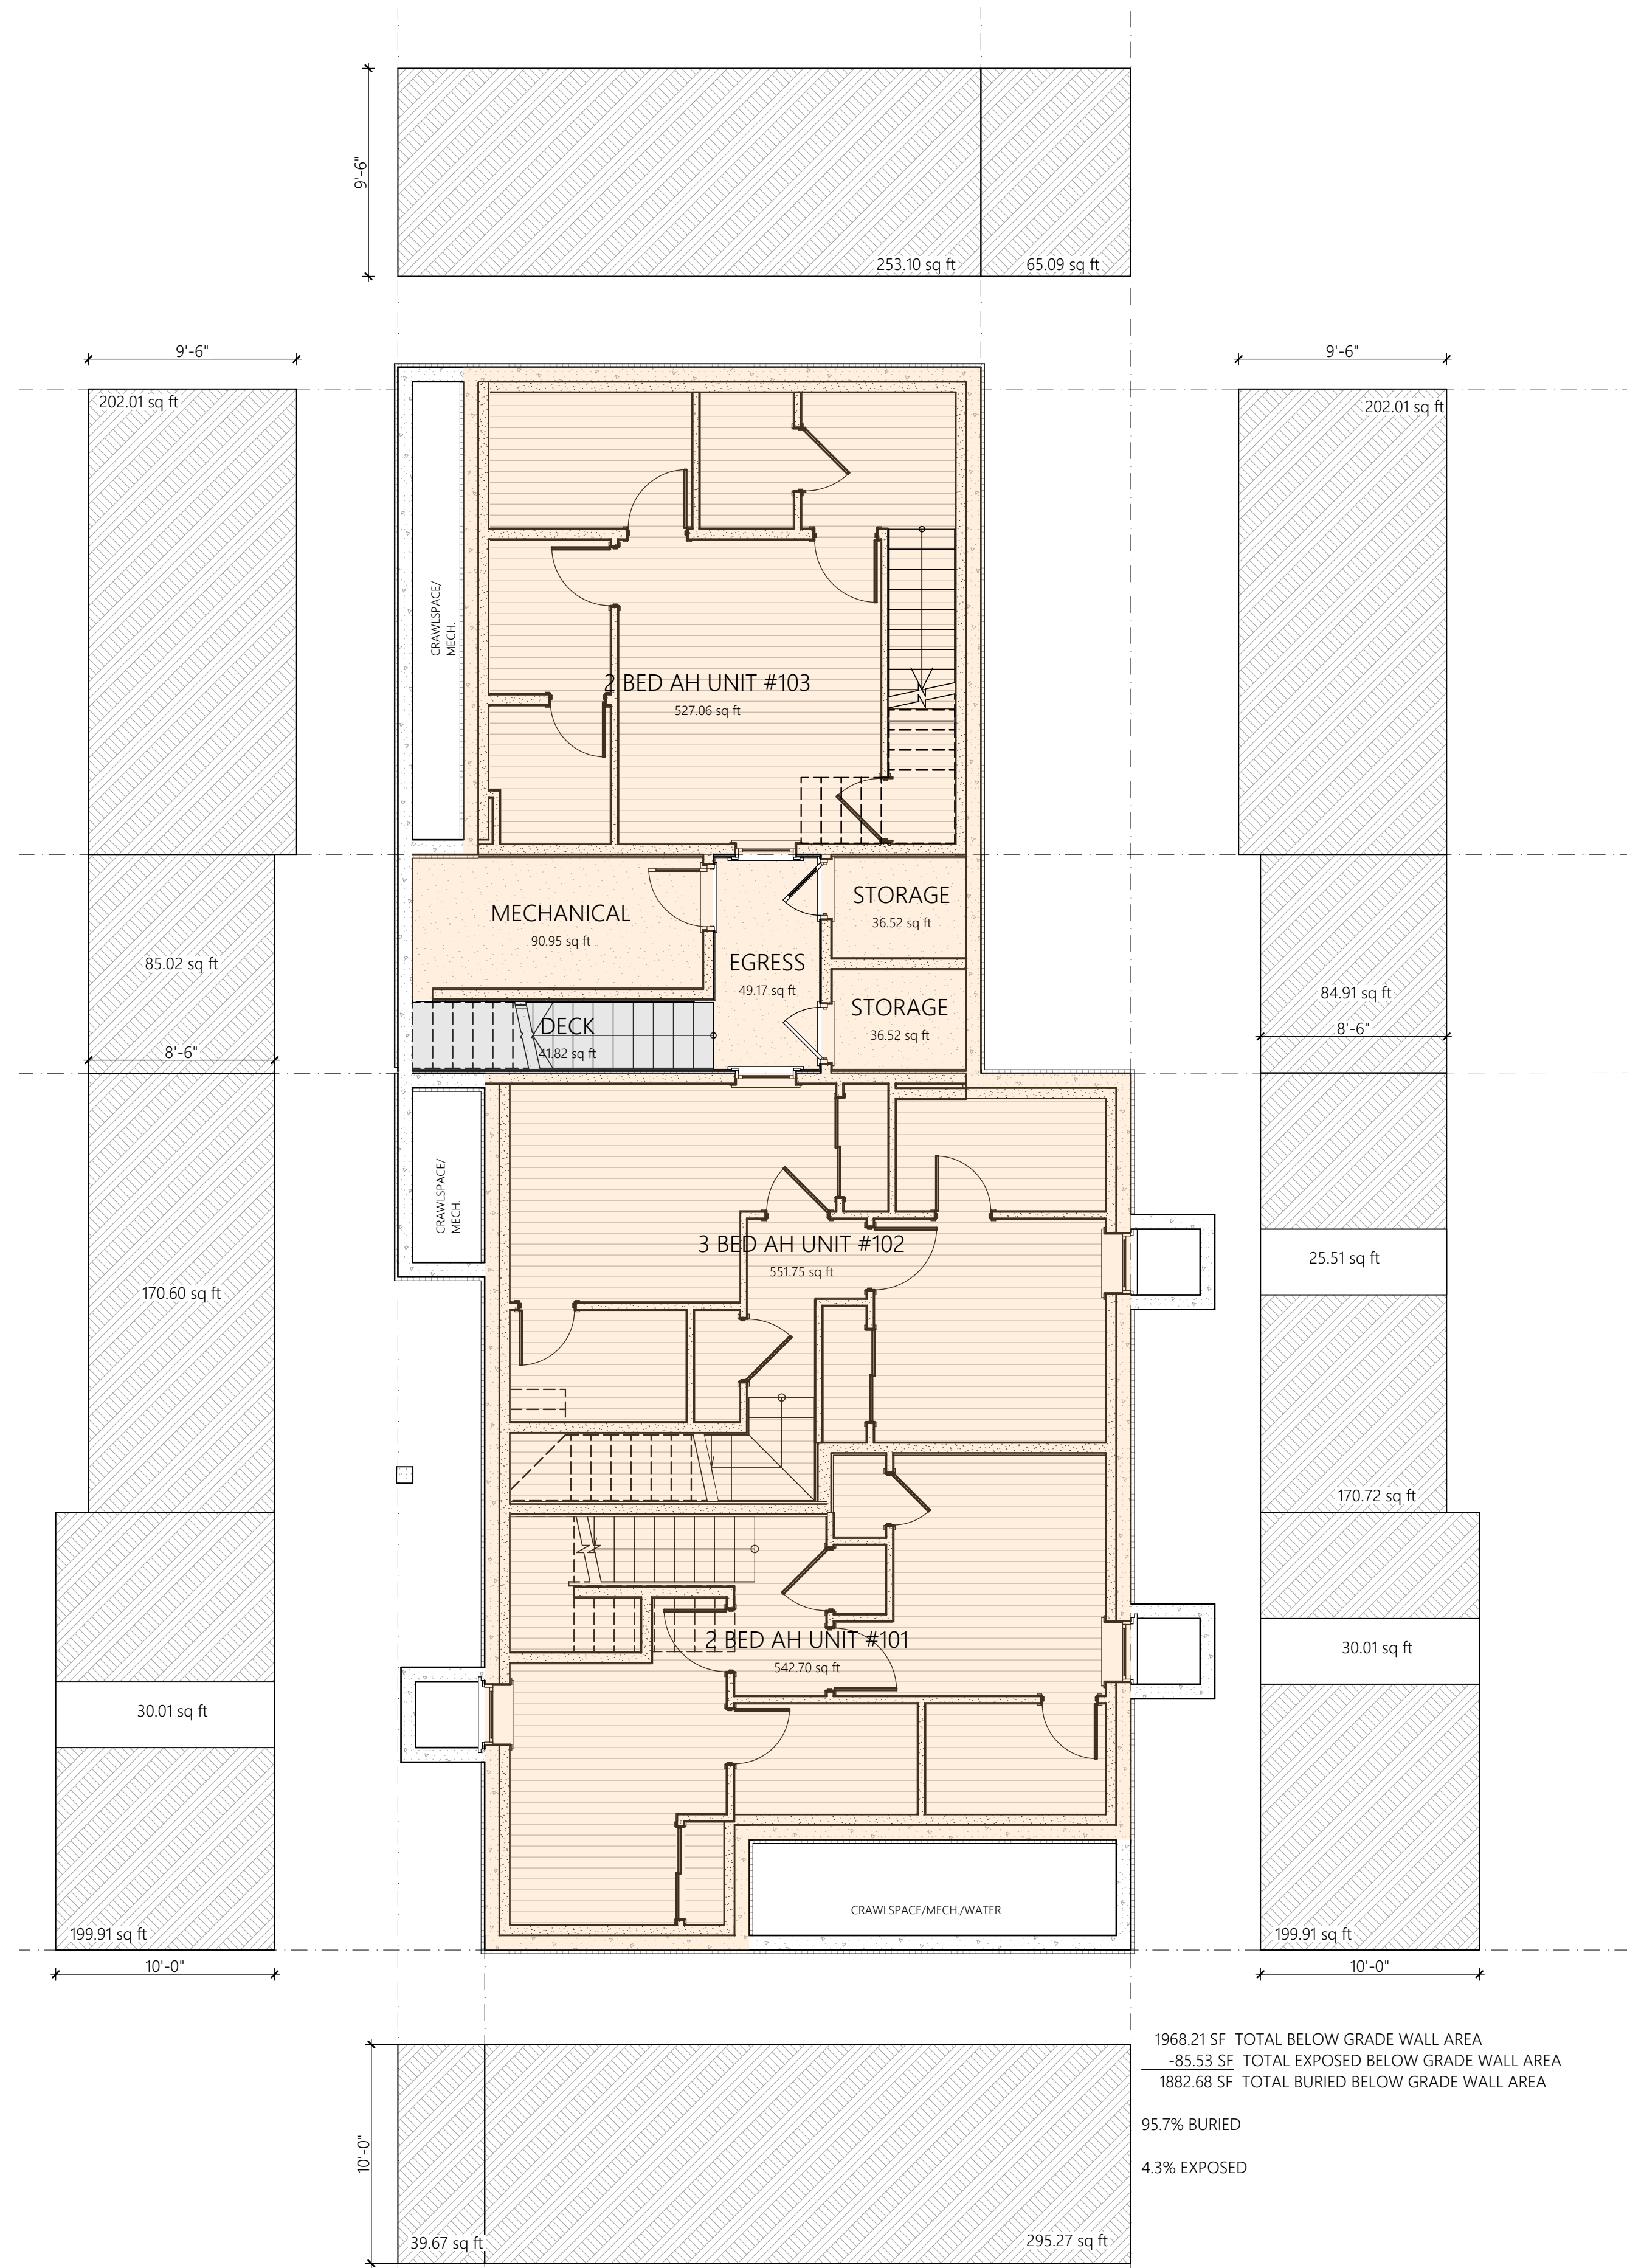 9'-6"
253.10 sq ft
65.09 sq ft
9'-6"
9'-6"
202.01 sq ft
202.01 sq ft
CRAWLSPACE/
MECH.
2 BED AH UNIT #103
527.06 sq ft
MECHANICAL
90.95 sq ft
STORAGE
36.52 sq ft
EGRESS
49.17 sq ft
85.02 sq ft
84.91 sq ft
STORAGE
36.52 sq ft
DECK
41.82 sq ft
8'-6"
8'-6"
CRAWLSPACE/
MECH.
3 BED AH UNIT #102
551.75 sq ft
25.51 sq ft
170.60 sq ft
170.72 sq ft
2 BED AH UNIT #101
542.70 sq ft
30.01 sq ft
30.01 sq ft
CRAWLSPACE/MECH./WATER
199.91 sq ft
199.91 sq ft
10'-0"
10'-0"
1968.21 SF TOTAL BELOW GRADE WALL AREA
-85.53 SF TOTAL EXPOSED BELOW GRADE WALL AREA
1882.68 SF TOTAL BURIED BELOW GRADE WALL AREA
95.7% BURIED
4.3% EXPOSED
10'-0"
39.67 sq ft
295.27 sq ft